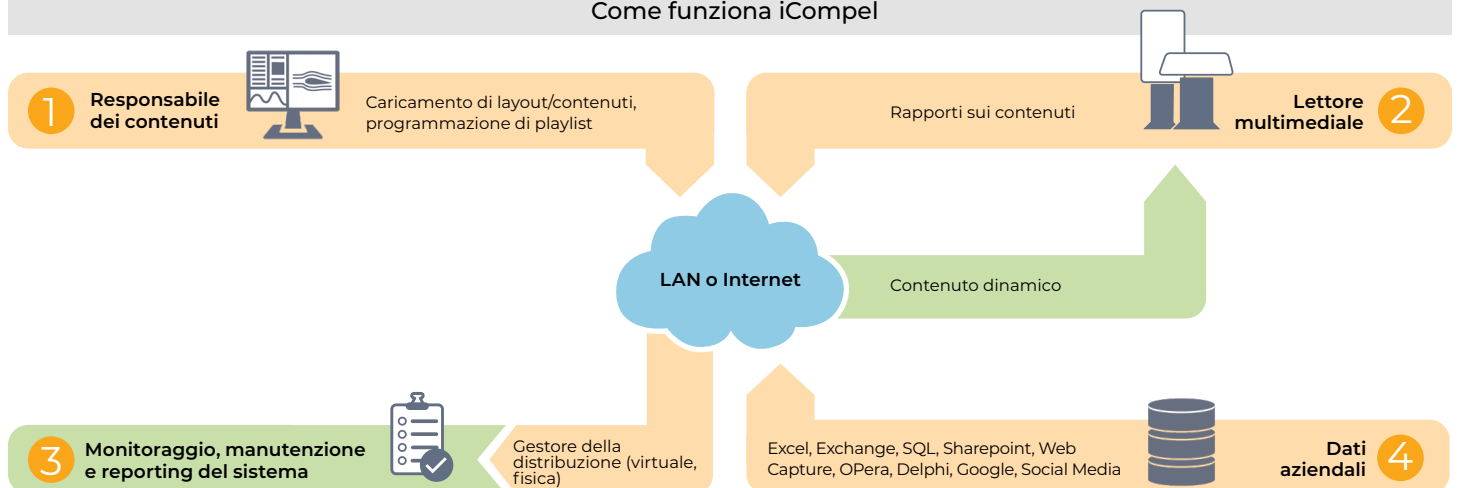 Come funziona iCompel
1
Responsabile
dei contenuti
Caricamento di layout/contenuti,
programmazione di playlist
Rapporti sui contenuti
Lettore
multimediale
2
LAN o Internet
Contenuto dinamico
3
Monitoraggio, manutenzione
e reporting del sistema
Gestore della
distribuzione (virtuale,
fisica)
Excel, Exchange, SQL, Sharepoint, Web
Capture, OPera, Delphi, Google, Social Media
Dati
aziendali
4